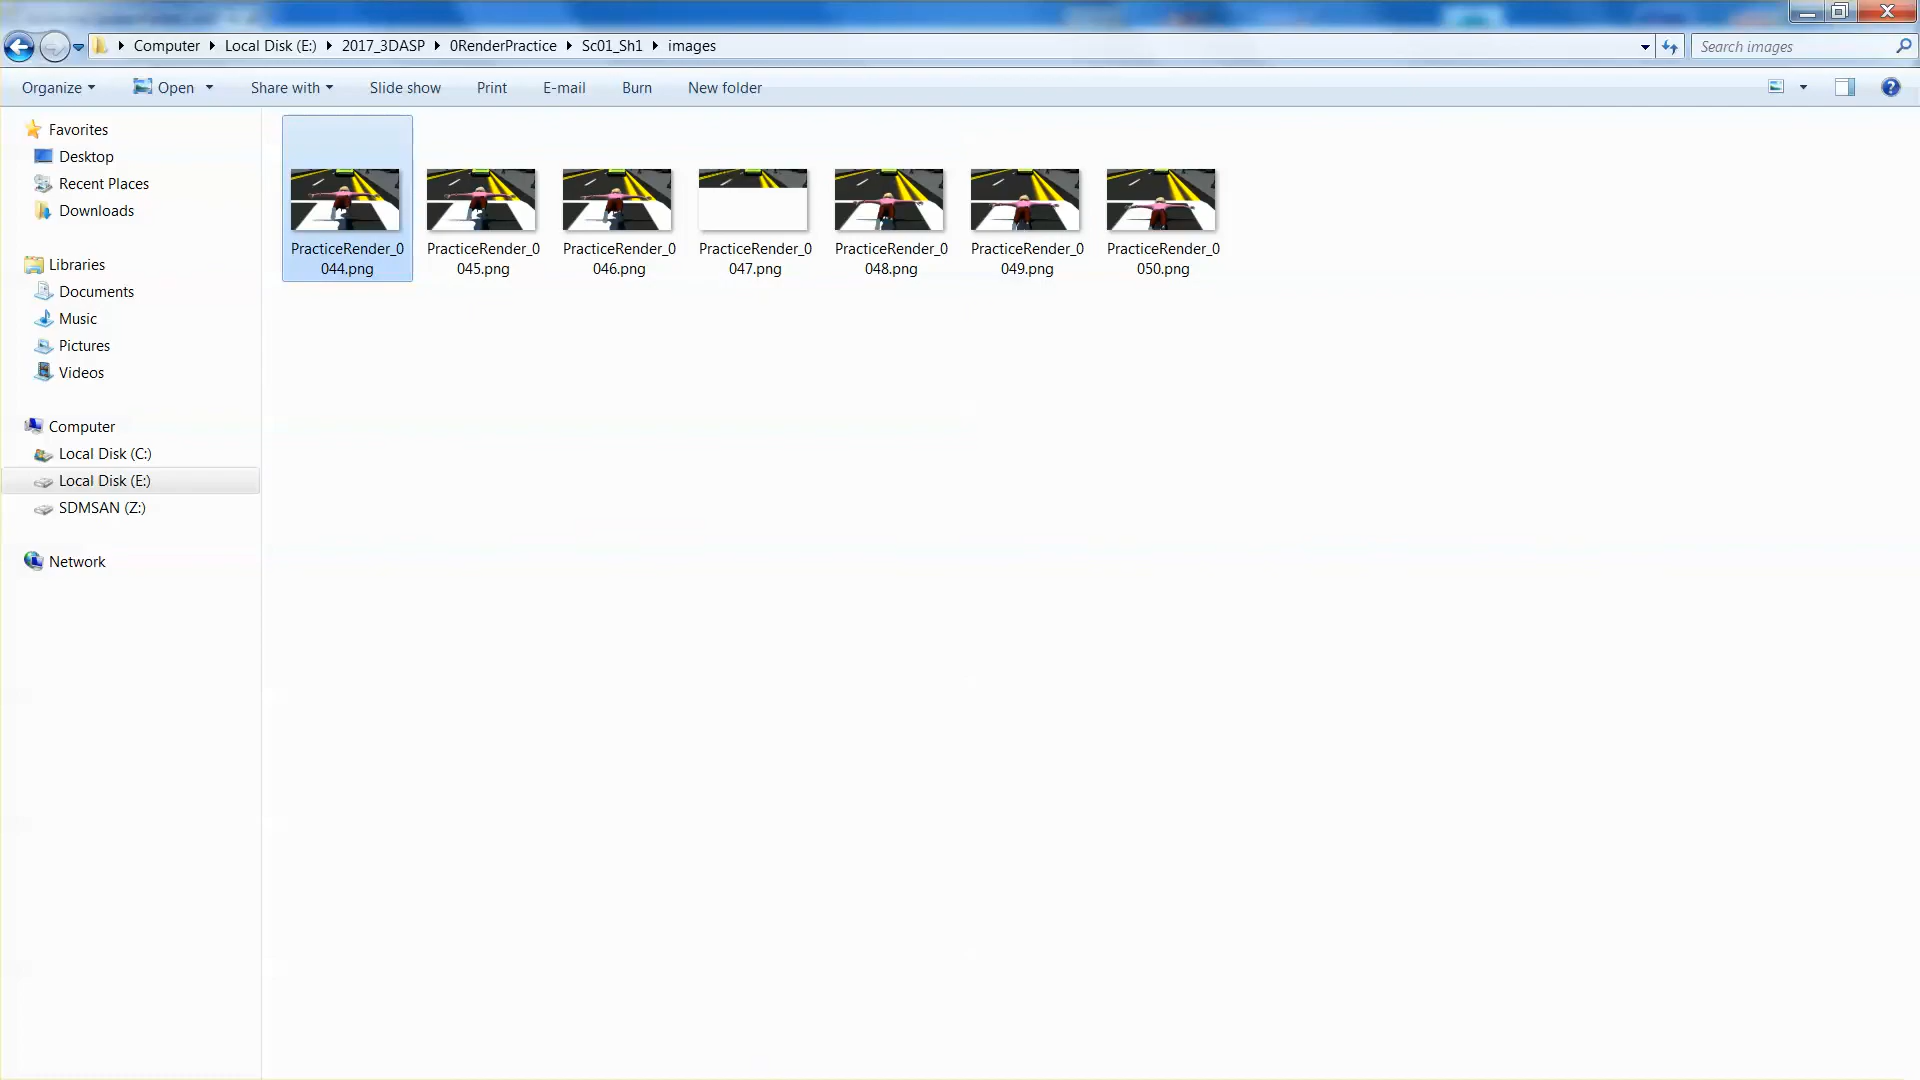 Computer Local Disk (E:) 2017_3DASP 0RenderPractice Sc01_Sh1 images Search images
Organize Open Share with Slide show Print E-mail Burn New folder
Favorites
Desktop
Recent Places
Downloads
Libraries
Documents
Music
Pictures
Videos
Computer
Local Disk (C:)
Local Disk (E:)
SDMSAN (Z:)
Network
PracticeRender_0
044.png
PracticeRender_0
045.png
PracticeRender_0
046.png
PracticeRender_0
047.png
PracticeRender_0
048.png
PracticeRender_0
049.png
PracticeRender_0
050.png